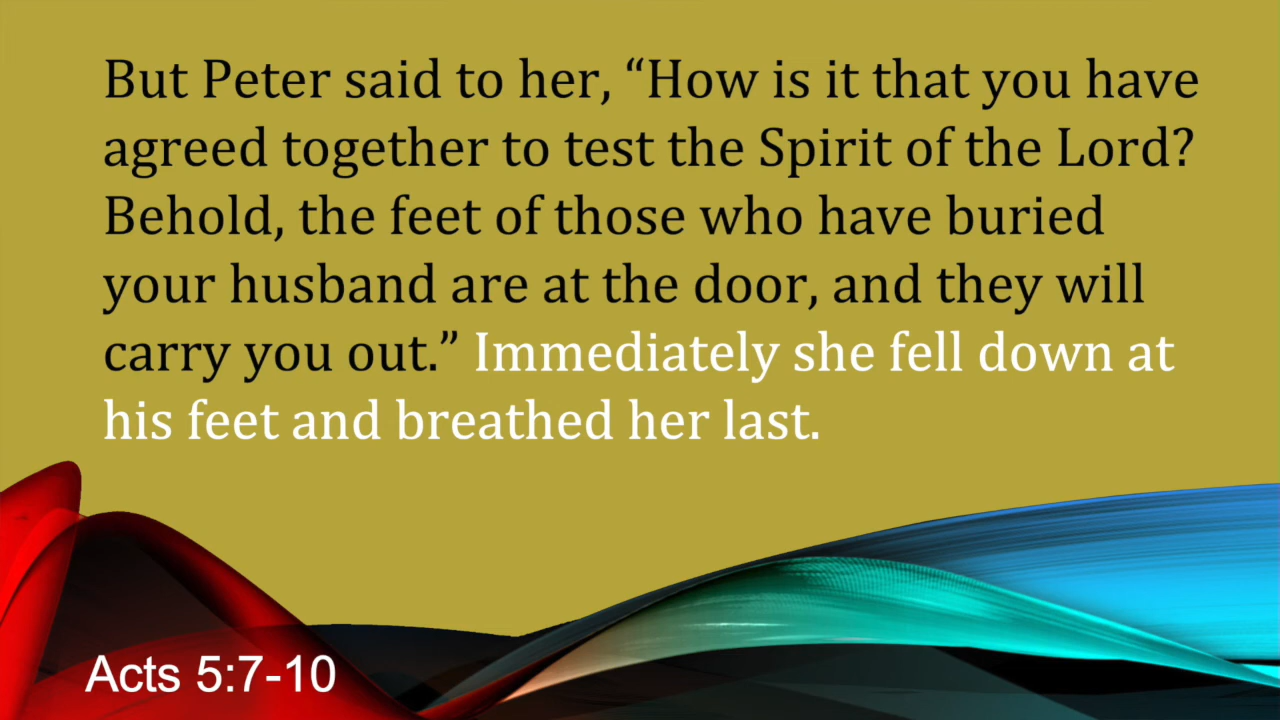 But Peter said to her, “How is it that you have
agreed together to test the Spirit of the Lord?
Behold, the feet of those who have buried
your husband are at the door, and they will
carry you out.” Immediately she fell down at
his feet and breathed her last.
Acts 5:7-10